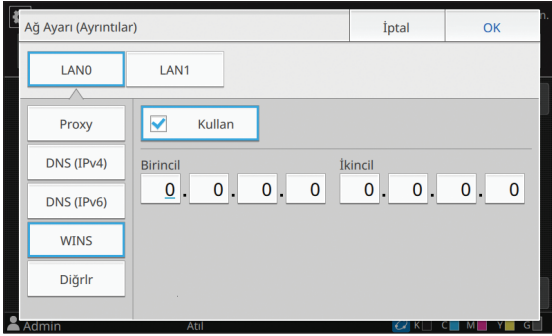 Ağ Ayarı (Ayrıntılar)
İptal
OK
LAN0
LAN1
Proxy
DNS (IPv4)
DNS (IPv6)
WINS
Diğrlr
Kullan
Birincil
İkincil
0 . 0 . 0 . 0
0 . 0 . 0 . 0
Admin
Atıl
K C M Y G